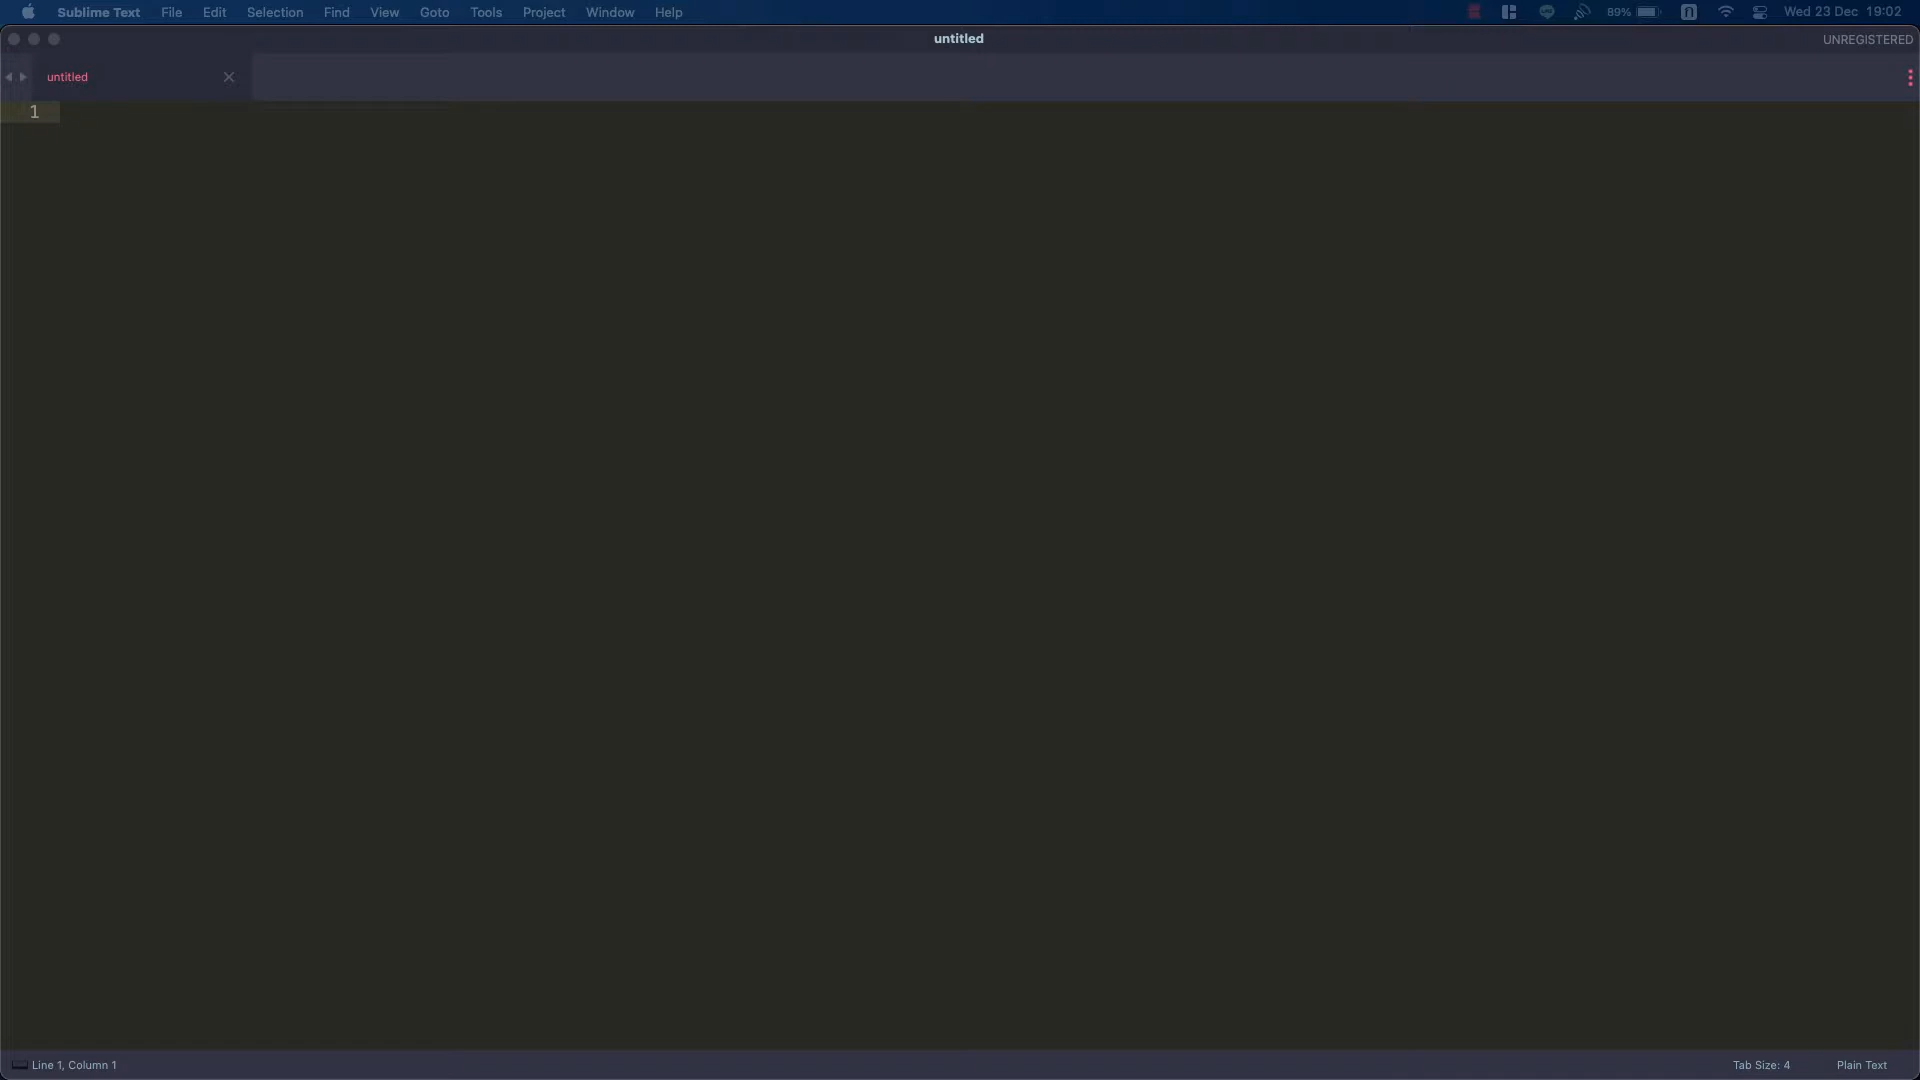 Sublime Text File Edit Selection Find View Goto Tools Project Window Help 89% Wed 23 Dec 19:02
untitled UNREGISTERED
untitled
1
Line 1, Column 1 Tab Size: 4 Plain Text